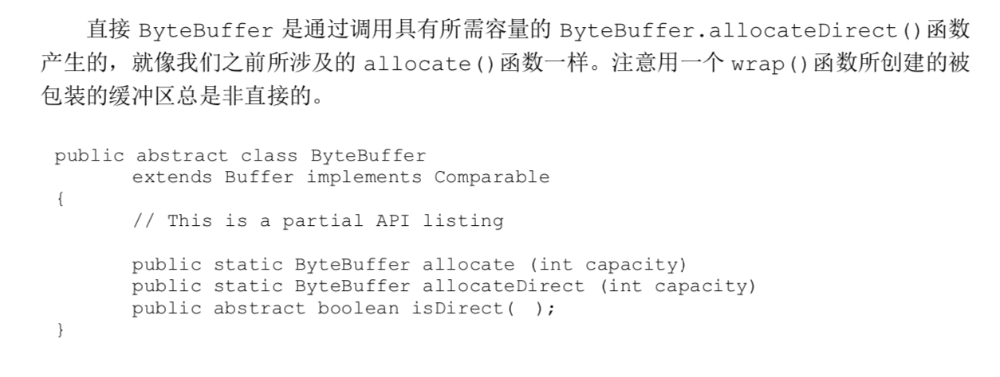 直接 ByteBuffer 是通过调用具有所需容量的 ByteBuffer.allocateDirect()函数
产生的，就像我们之前所涉及的 allocate()函数一样。注意用一个 wrap()函数所创建的被
包装的缓冲区总是非直接的。
public abstract class ByteBuffer
extends Buffer implements Comparable
{
// This is a partial API listing
public static ByteBuffer allocate (int capacity)
public static ByteBuffer allocateDirect (int capacity)
public abstract boolean isDirect( );
}